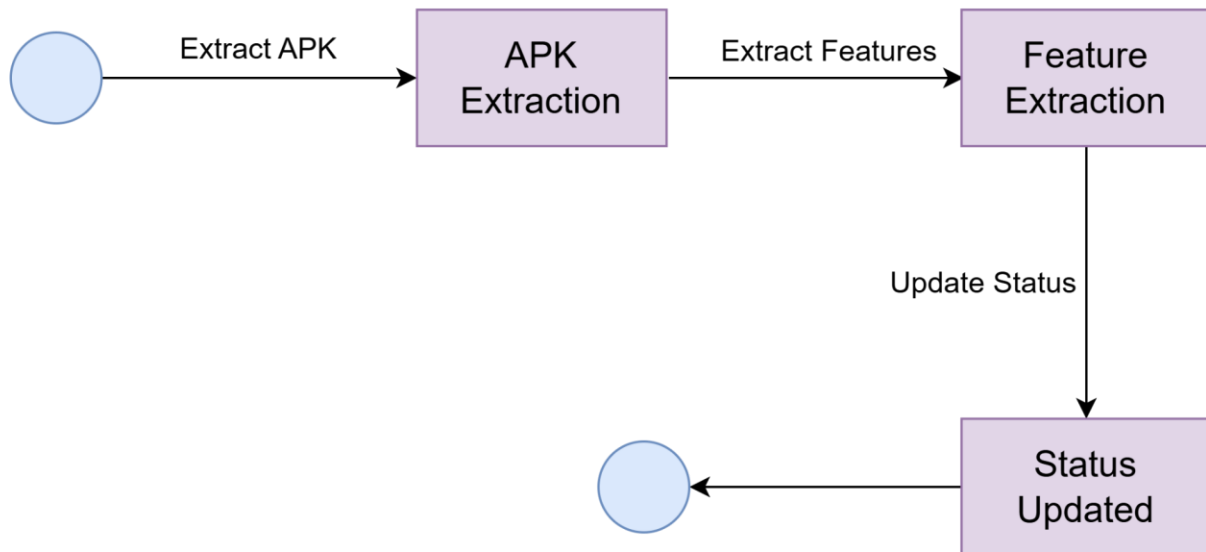 Extract APK
APK
Extraction
Extract Features
Feature
Extraction
Update Status
Status
Updated